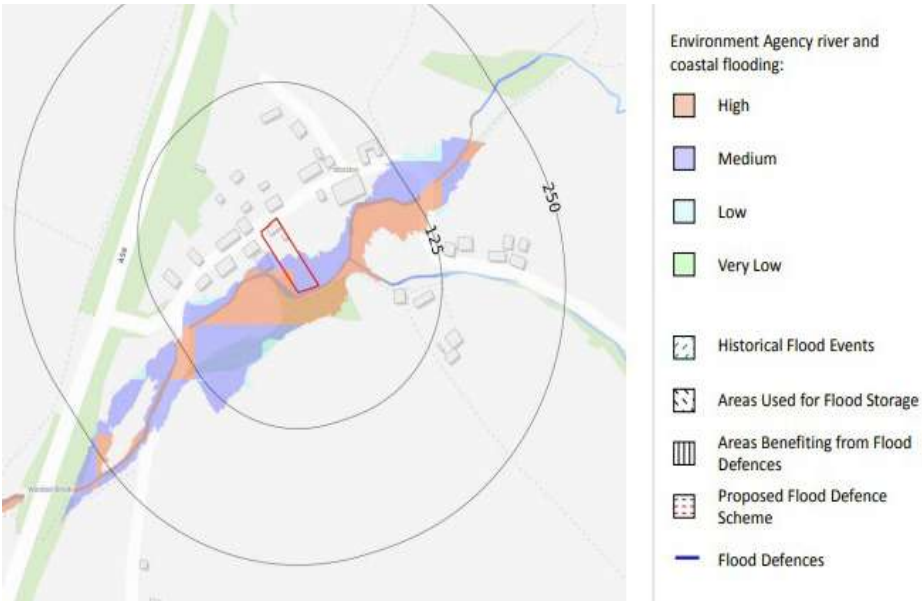 Environment Agency river and
coastal flooding:
High
Medium
Low
Very Low
Historical Flood Events
Areas Used for Flood Storage
Areas Benefiting from Flood
Defences
Proposed Flood Defence
Scheme
Flood Defences
250
125
A59